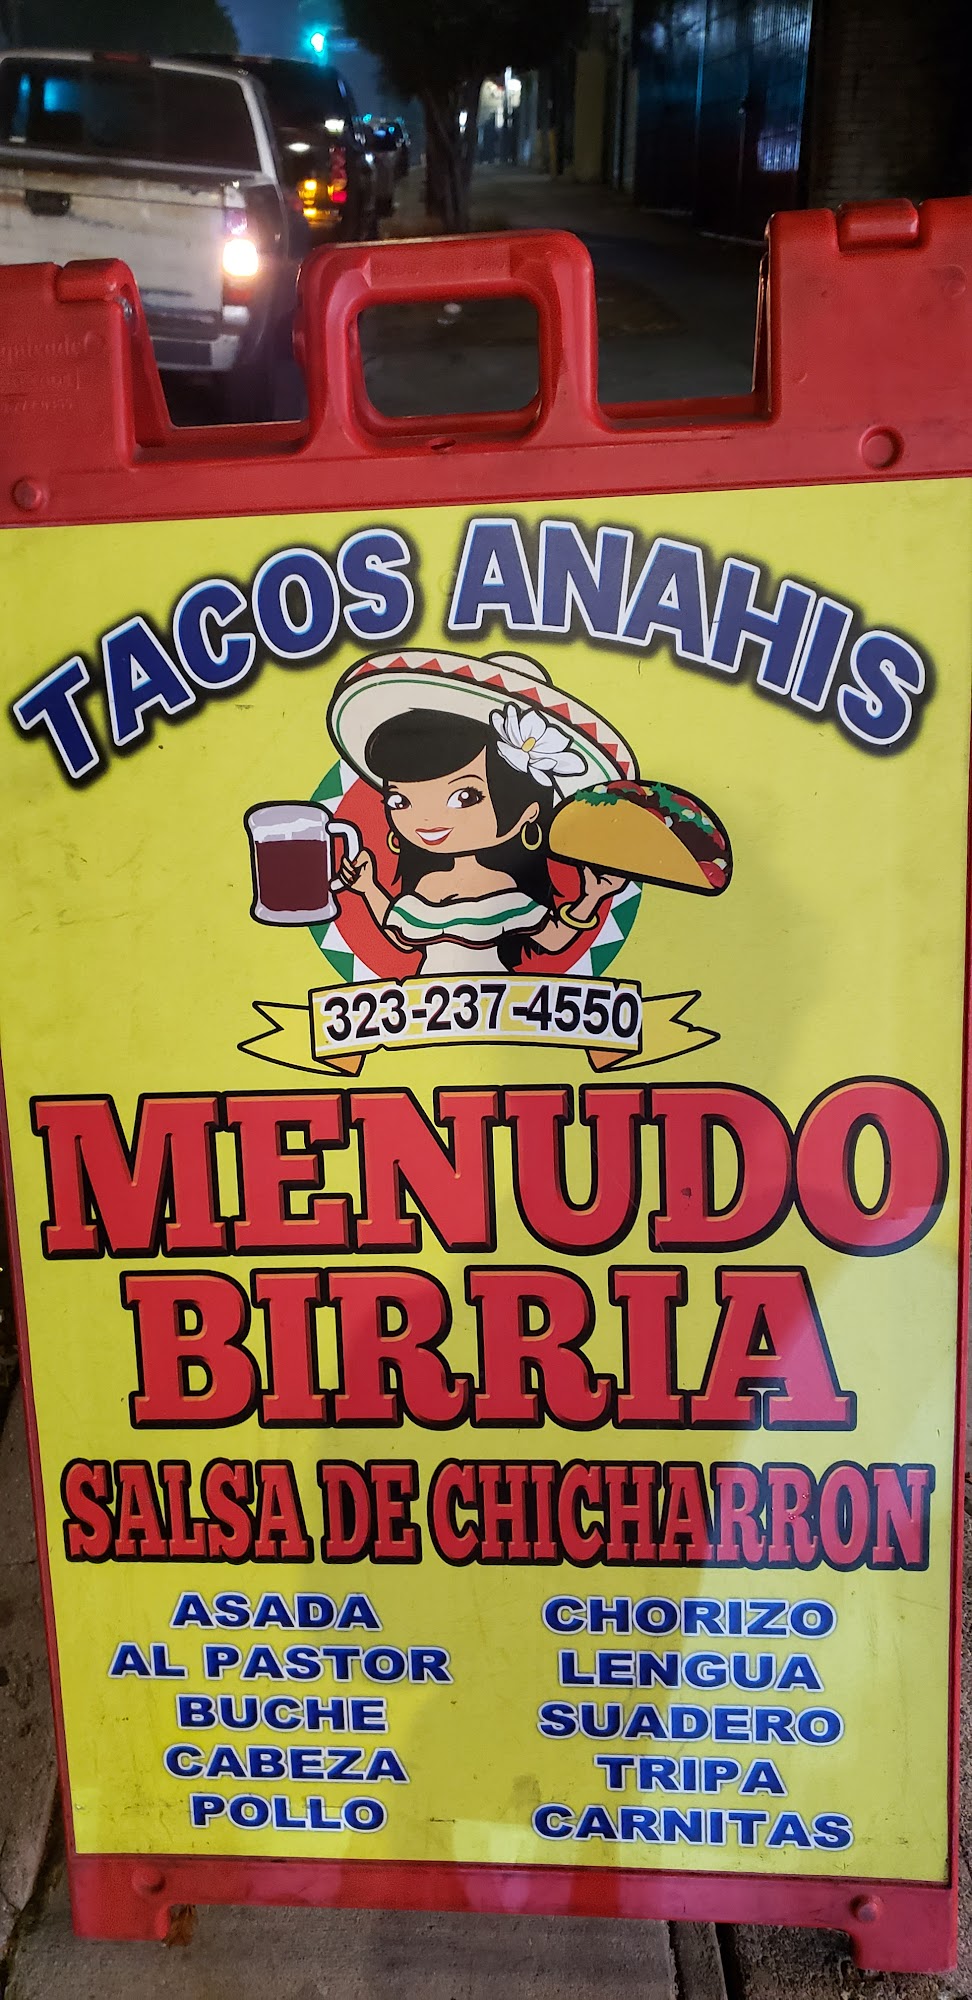 TACOS ANAHIS
323-237-4550
MENUDO
BIRRIA
SALSA DE CHICHARRON
ASADA
AL PASTOR
BUCHE
CABEZA
POLLO
CHORIZO
LENGUA
SUADERO
TRIPA
CARNITAS